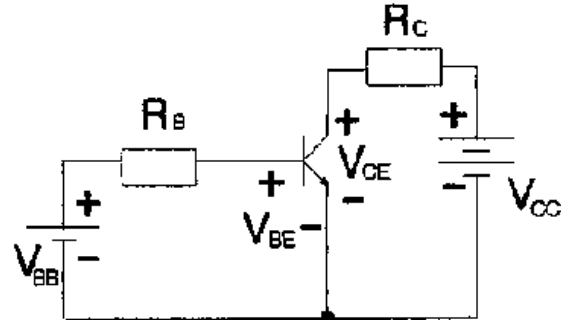 RC
RB
+
+
VCE
+
+
-
-
VCC
+
VBE
-
VBB
-